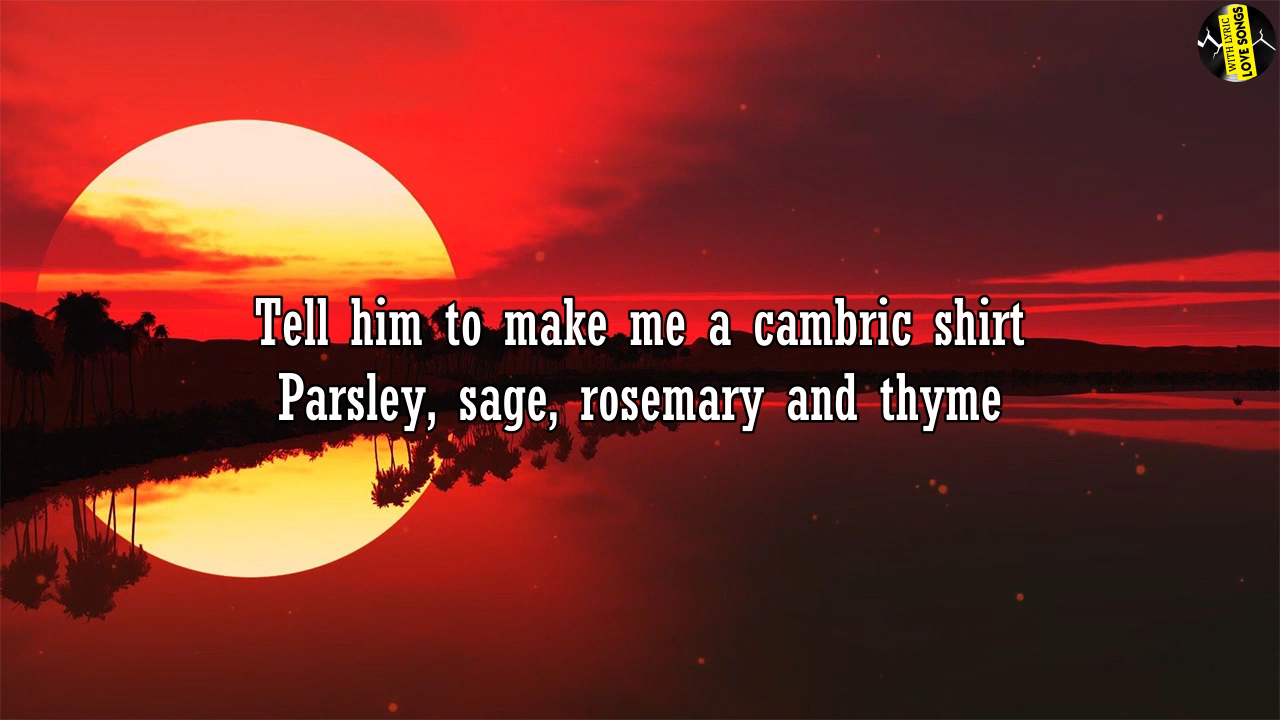 WITH LYRIC
LOVE SONGS
Tell him to make me a cambric shirt
Parsley, sage, rosemary and thyme